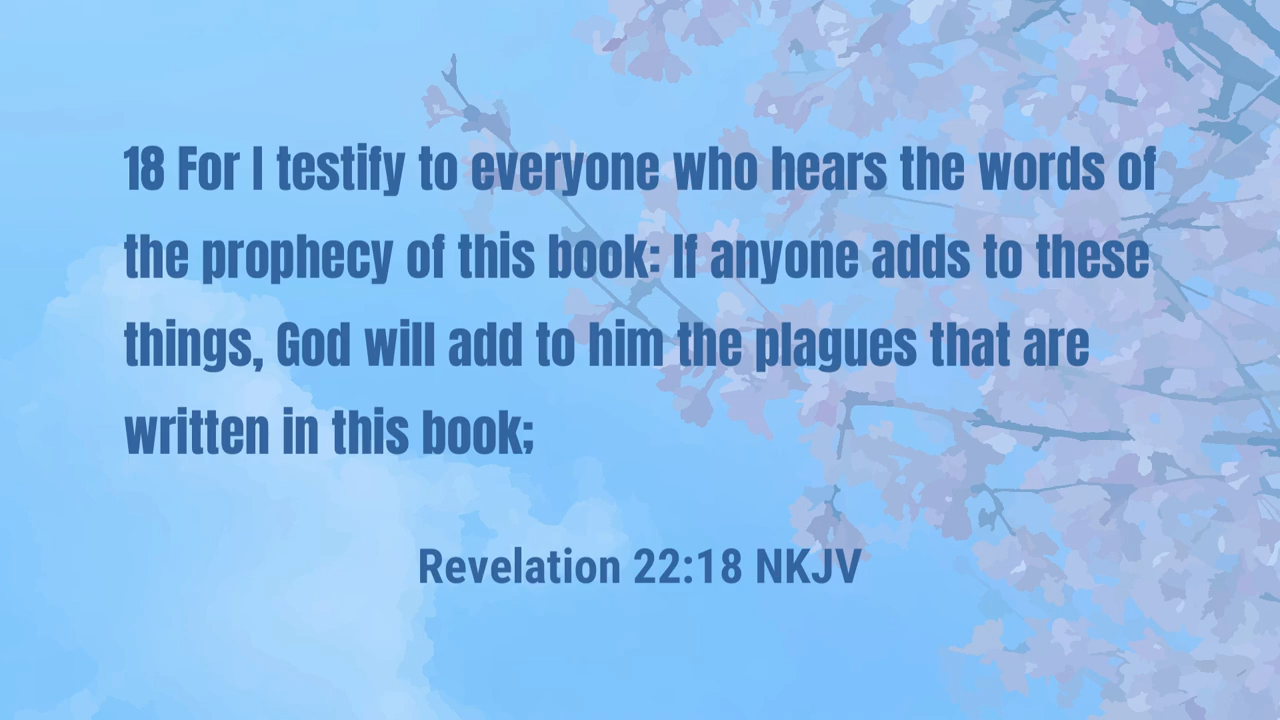 18 For I testify to everyone who hears the words of
the prophecy of this book: If anyone adds to these
things, God will add to him the plagues that are
written in this book;
Revelation 22:18 NKJV